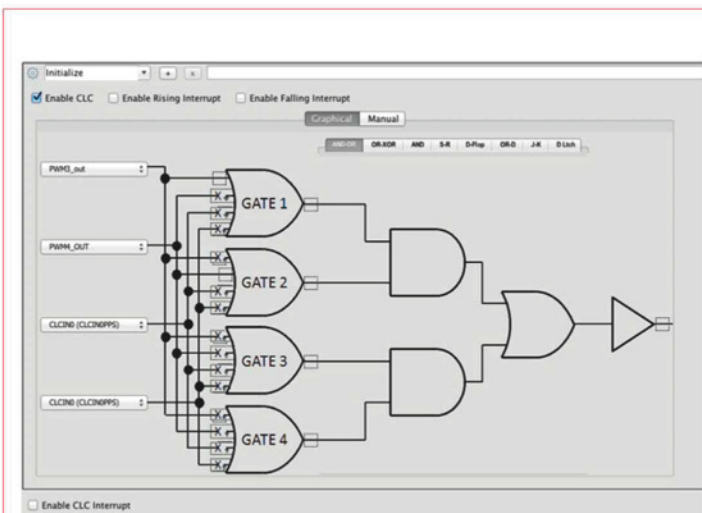 Initialize
+ x
Enable CLC Enable Rising Interrupt Enable Falling Interrupt
Graphical Manual
AND-OR OR-XOR AND S-R D-Flop OR-D J-K D Ltch
PWM3_out
GATE 1
PWM4_OUT
GATE 2
CLCIN0 (CLCIN0PPS)
GATE 3
CLCIN0 (CLCIN0PPS)
GATE 4
Enable CLC Interrupt